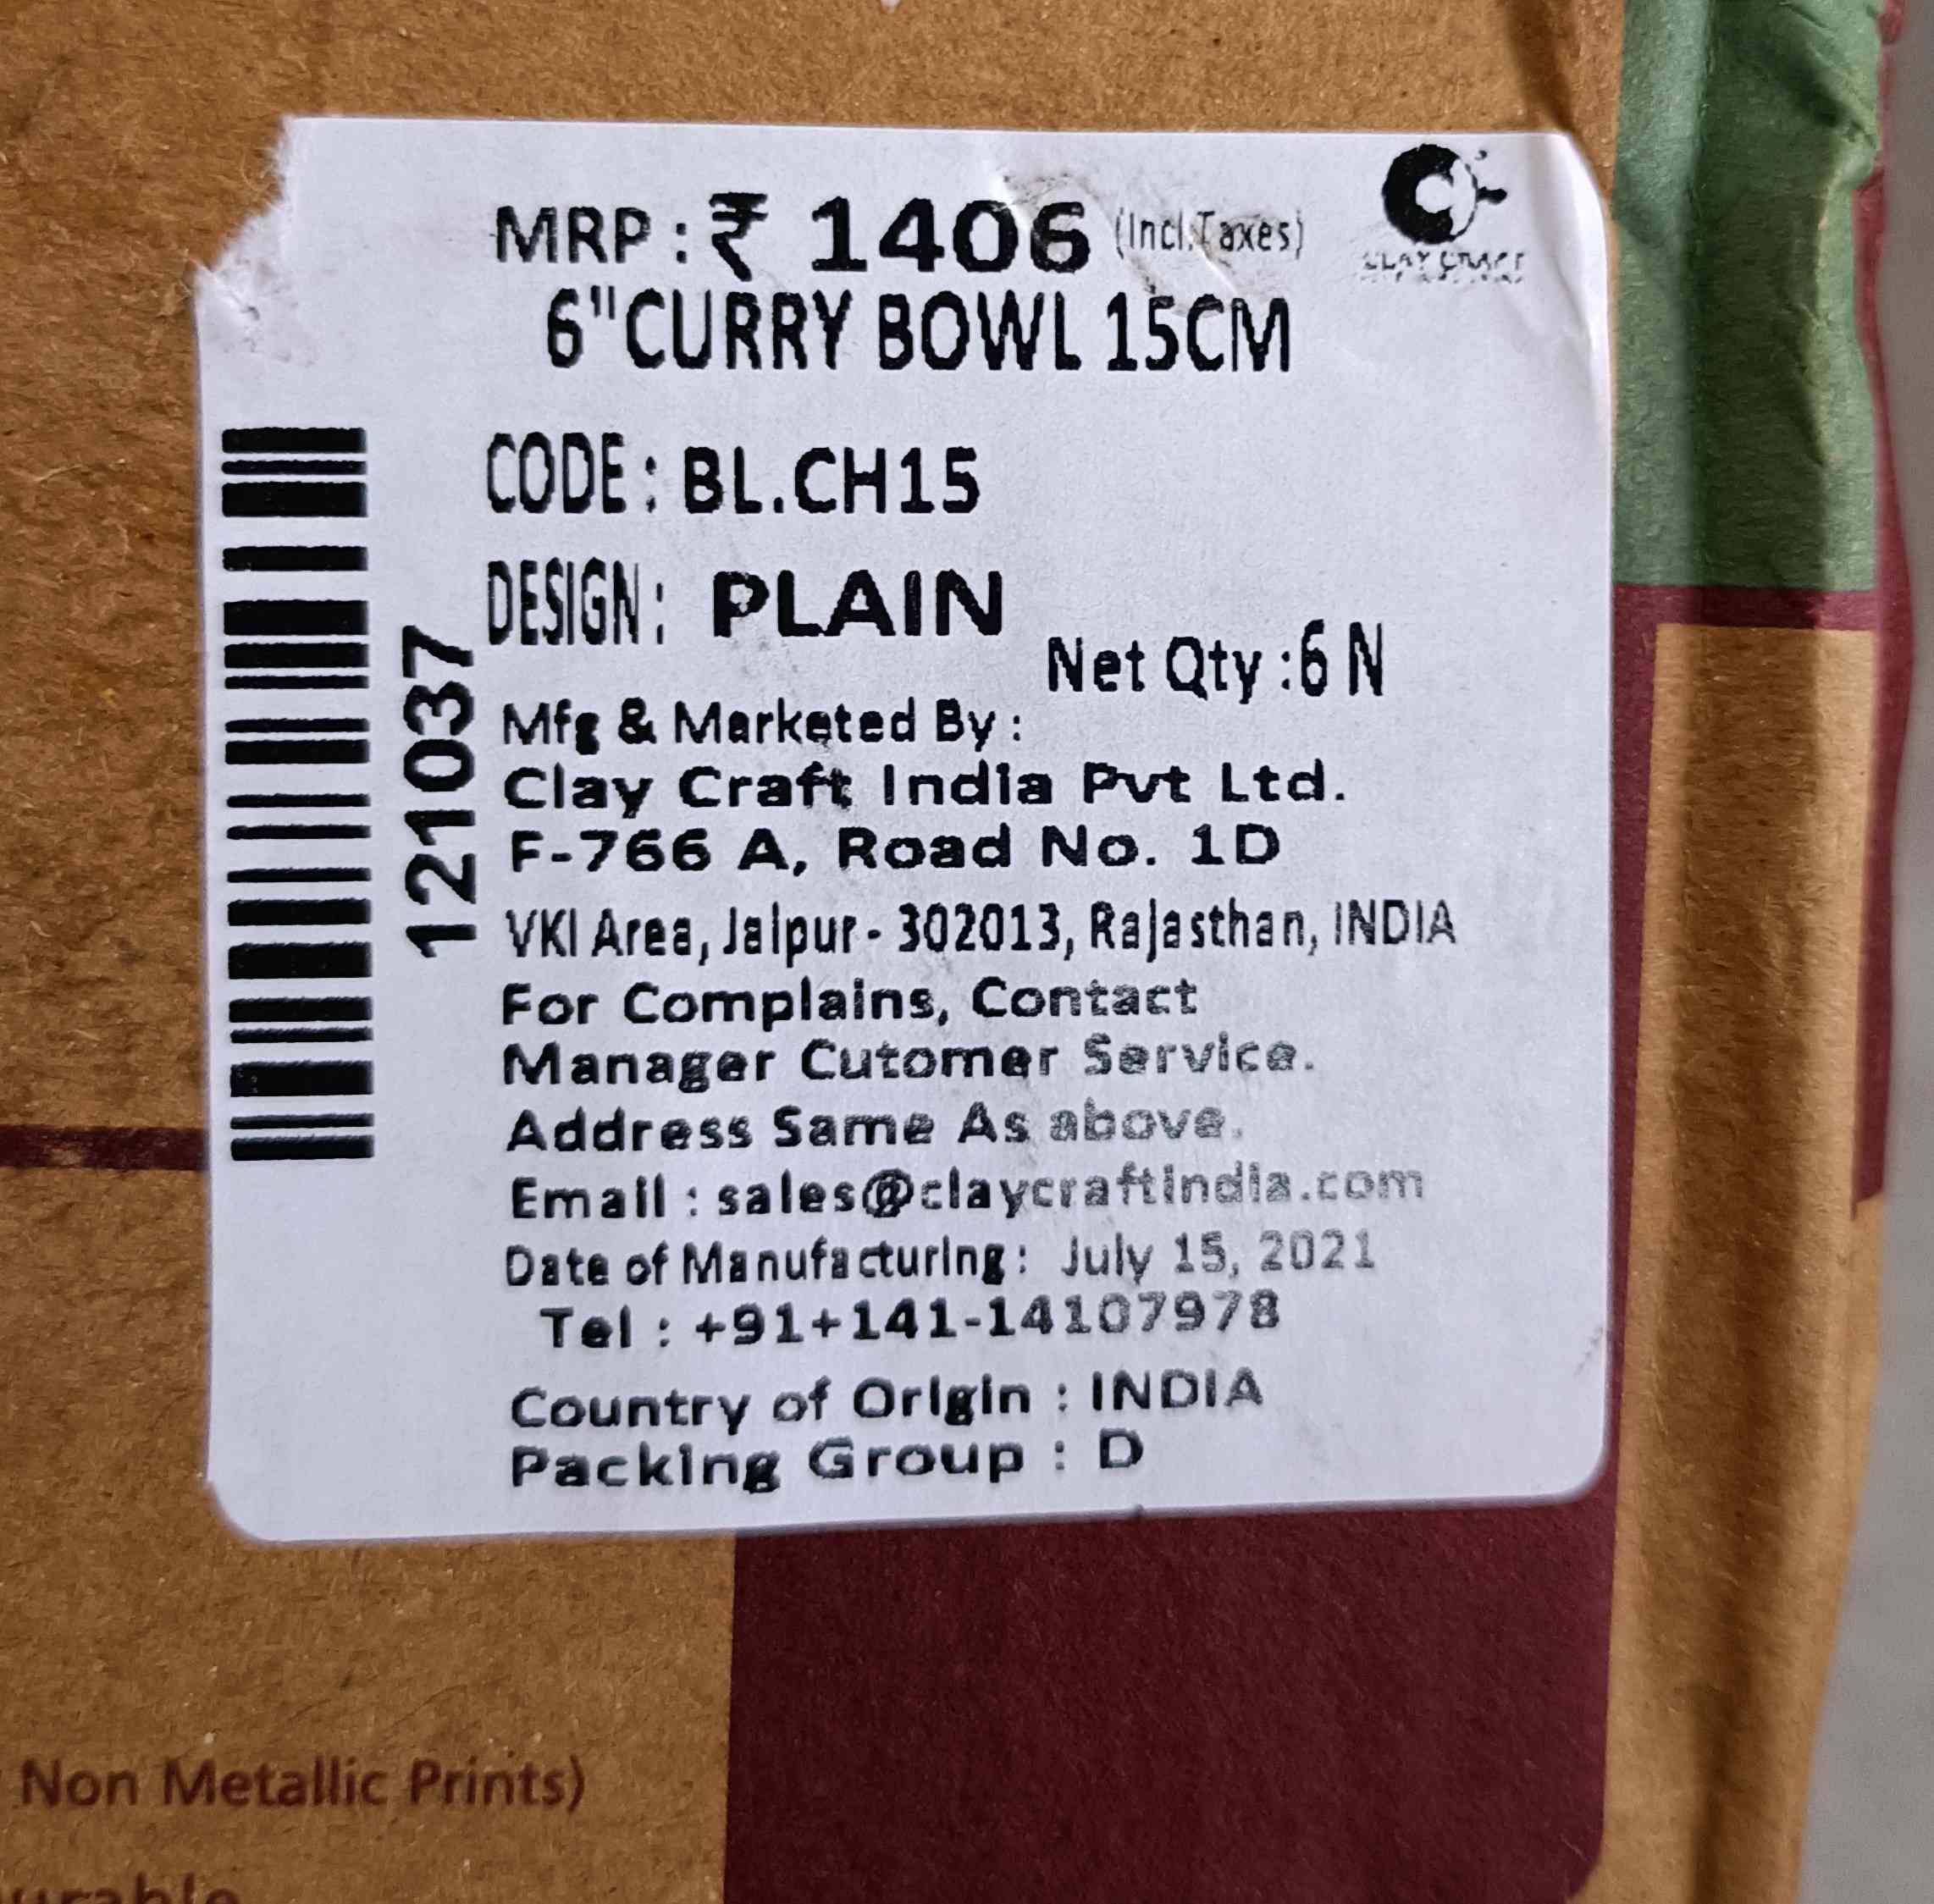 MRP : ₹ 1406 (Incl.Taxes)
CLAY CRAFT
6"CURRY BOWL 15CM
CODE : BL.CH15
DESIGN : PLAIN
Net Qty :6 N
121037
Mfg & Marketed By :
Clay Craft India Pvt Ltd.
F-766 A, Road No. 1D
VKI Area, Jaipur - 302013, Rajasthan, INDIA
For Complains, Contact
Manager Cutomer Service.
Address Same As above.
Email : sales@claycraftindia.com
Date of Manufacturing : July 15, 2021
Tel : +91+141-14107978
Country of Origin : INDIA
Packing Group : D
Non Metallic Prints)